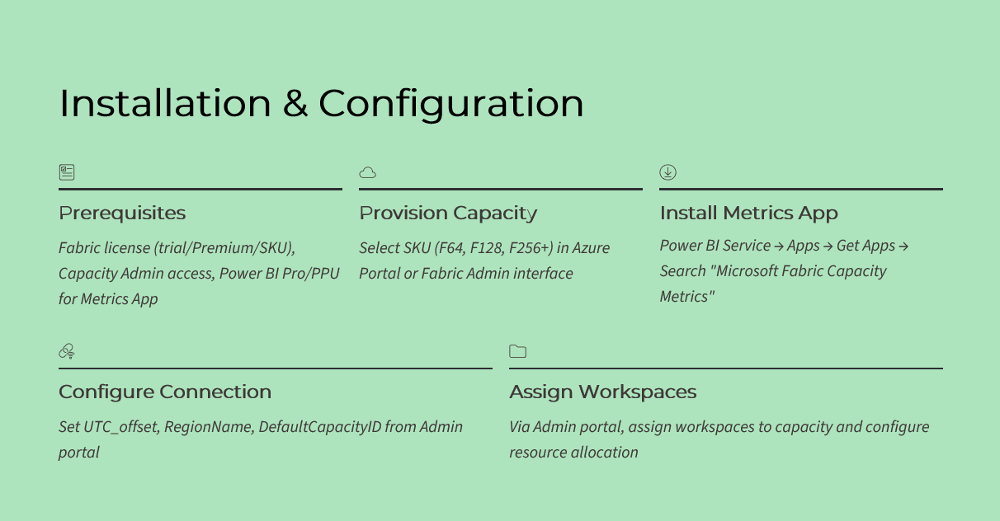 Installation & Configuration
Prerequisites
Fabric license (trial/Premium/SKU),
Capacity Admin access, Power BI Pro/PPU
for Metrics App
Provision Capacity
Select SKU (F64, F128, F256+) in Azure
Portal or Fabric Admin interface
Install Metrics App
Power BI Service → Apps → Get Apps →
Search "Microsoft Fabric Capacity
Metrics"
Configure Connection
Set UTC_offset, RegionName, DefaultCapacityID from Admin
portal
Assign Workspaces
Via Admin portal, assign workspaces to capacity and configure
resource allocation